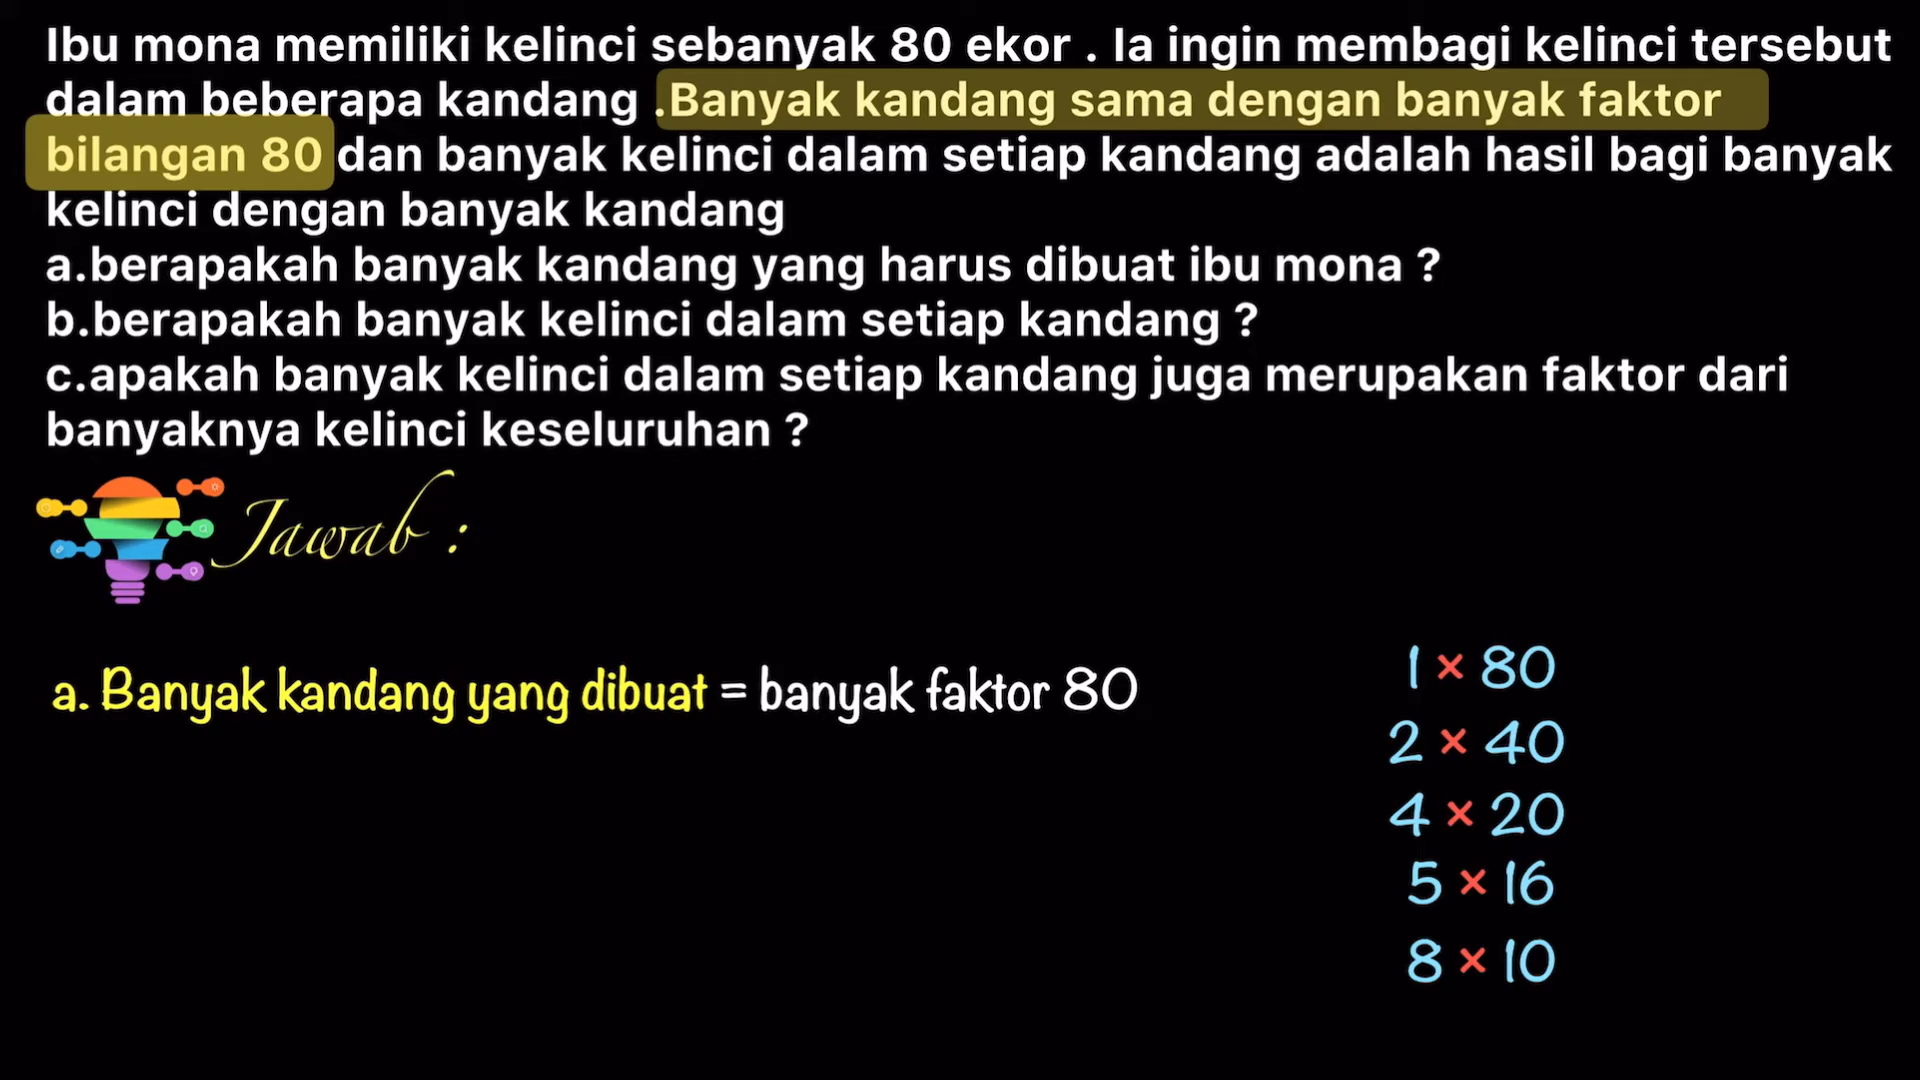 Ibu mona memiliki kelinci sebanyak 80 ekor . Ia ingin membagi kelinci tersebut
dalam beberapa kandang .Banyak kandang sama dengan banyak faktor
bilangan 80 dan banyak kelinci dalam setiap kandang adalah hasil bagi banyak
kelinci dengan banyak kandang
a.berapakah banyak kandang yang harus dibuat ibu mona ?
b.berapakah banyak kelinci dalam setiap kandang ?
c.apakah banyak kelinci dalam setiap kandang juga merupakan faktor dari
banyaknya kelinci keseluruhan ?
Jawab :
a. Banyak kandang yang dibuat = banyak faktor 80
1 × 80
2 × 40
4 × 20
5 × 16
8 × 10